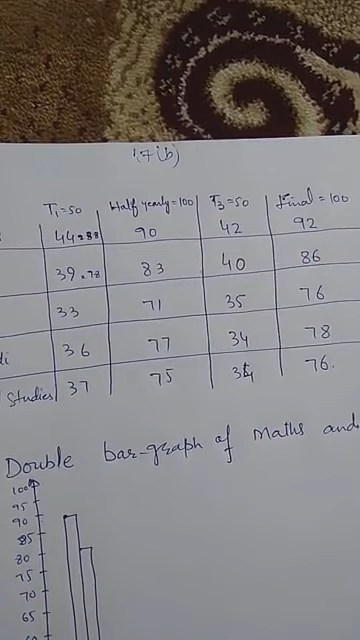 17(b)
T1=50 Half yearly=100 T3=50 Final=100
44=88 90 42 92
39.=78 83 40 86
33 71 35 76
di 36 77 34 78
Studies 37 75 34 76.
Double bar-graph of Maths and
100
95
90
85
80
75
70
65